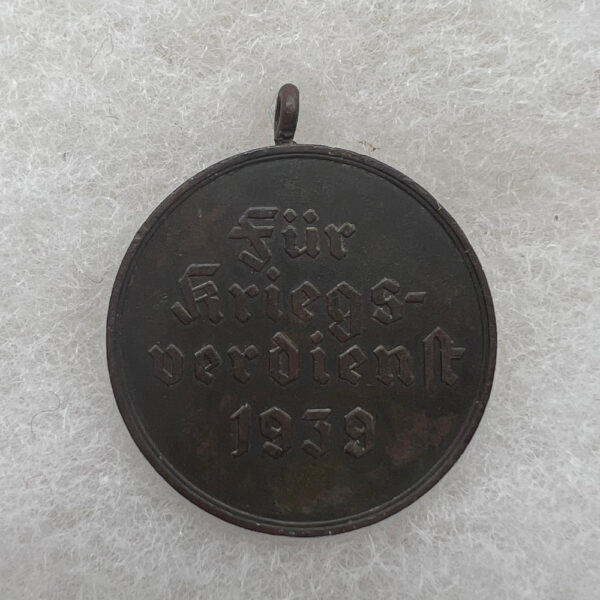 Für
Kriegs-
verdienst
1939